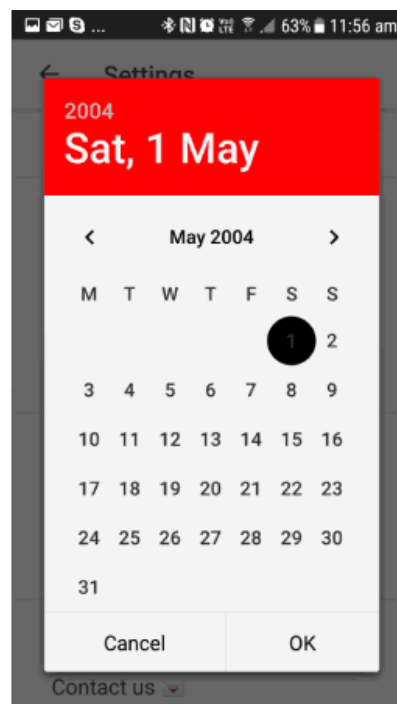 ... 63% 11:56 am
Settings
2004
Sat, 1 May
< May 2004 >
M T W T F S S
1 2
3 4 5 6 7 8 9
10 11 12 13 14 15 16
17 18 19 20 21 22 23
24 25 26 27 28 29 30
31
Cancel OK
Contact us